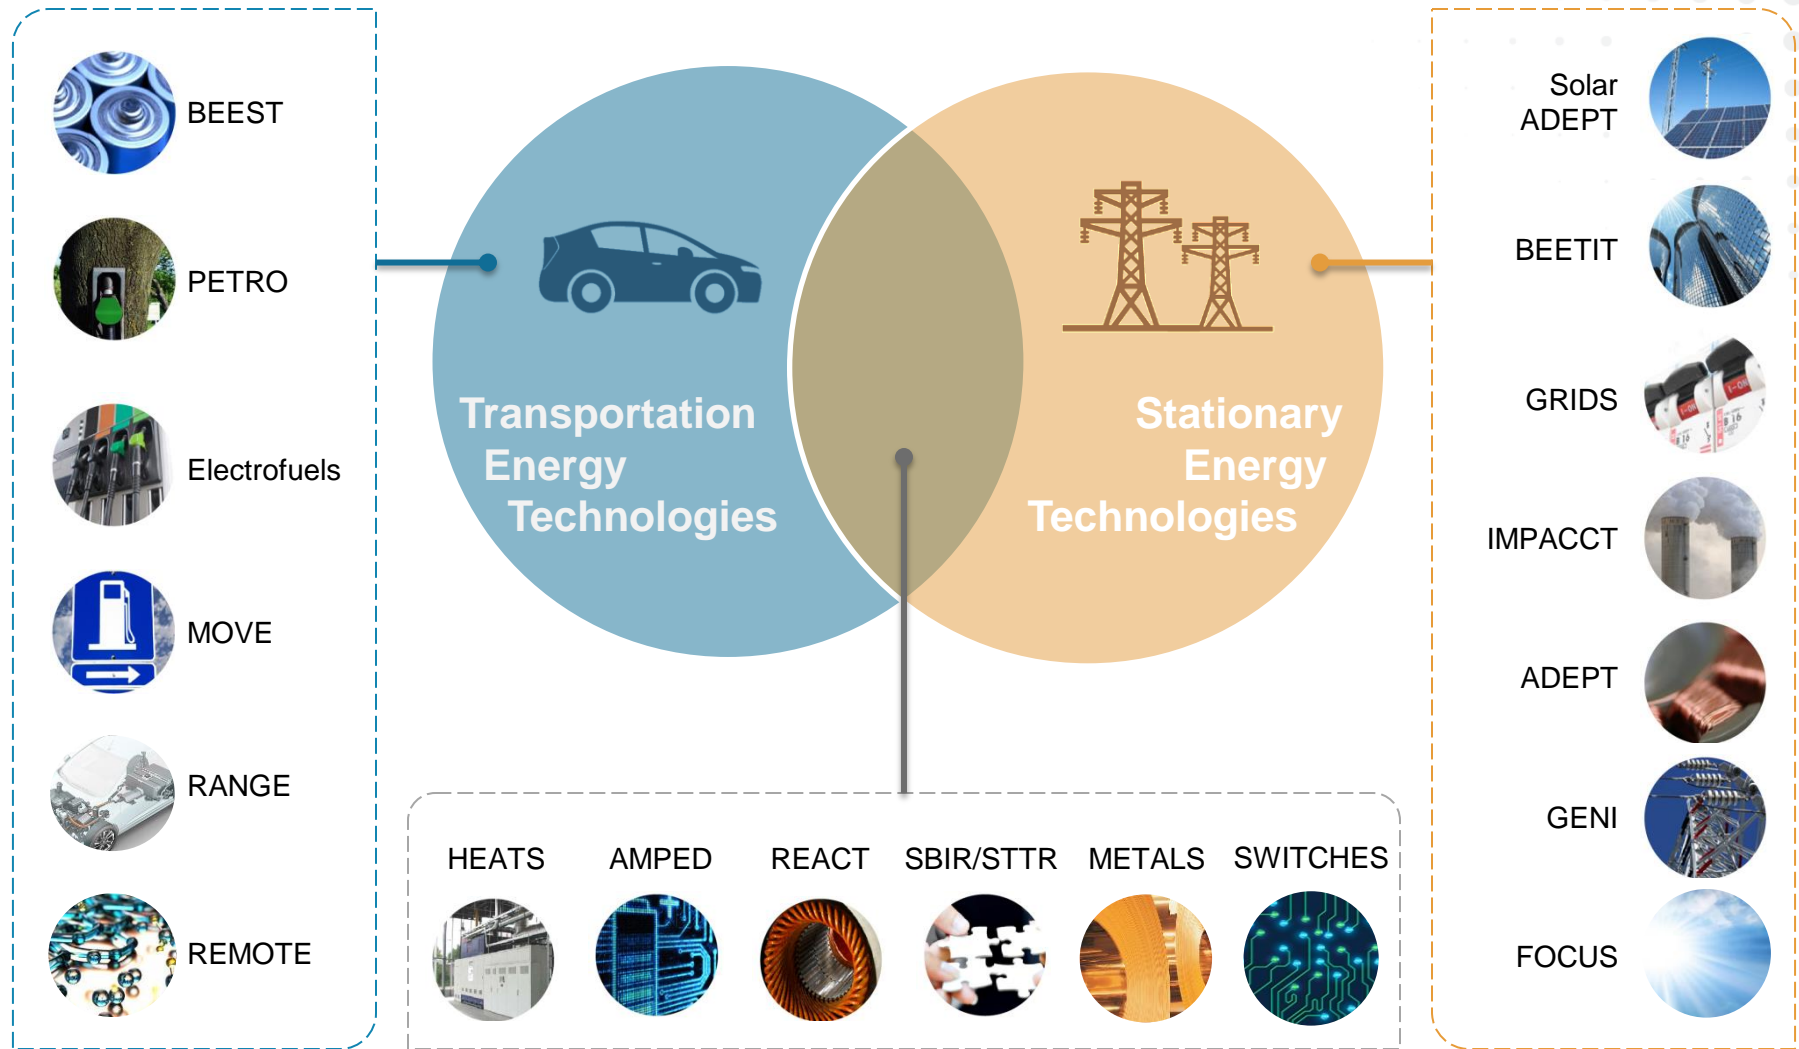 BEEST
PETRO
Electrofuels
MOVE
RANGE
REMOTE
Transportation
Energy
Technologies
Stationary
Energy
Technologies
HEATS
AMPED
REACT
SBIR/STTR
METALS
SWITCHES
Solar
ADEPT
BEETIT
GRIDS
IMPACCT
ADEPT
GENI
FOCUS